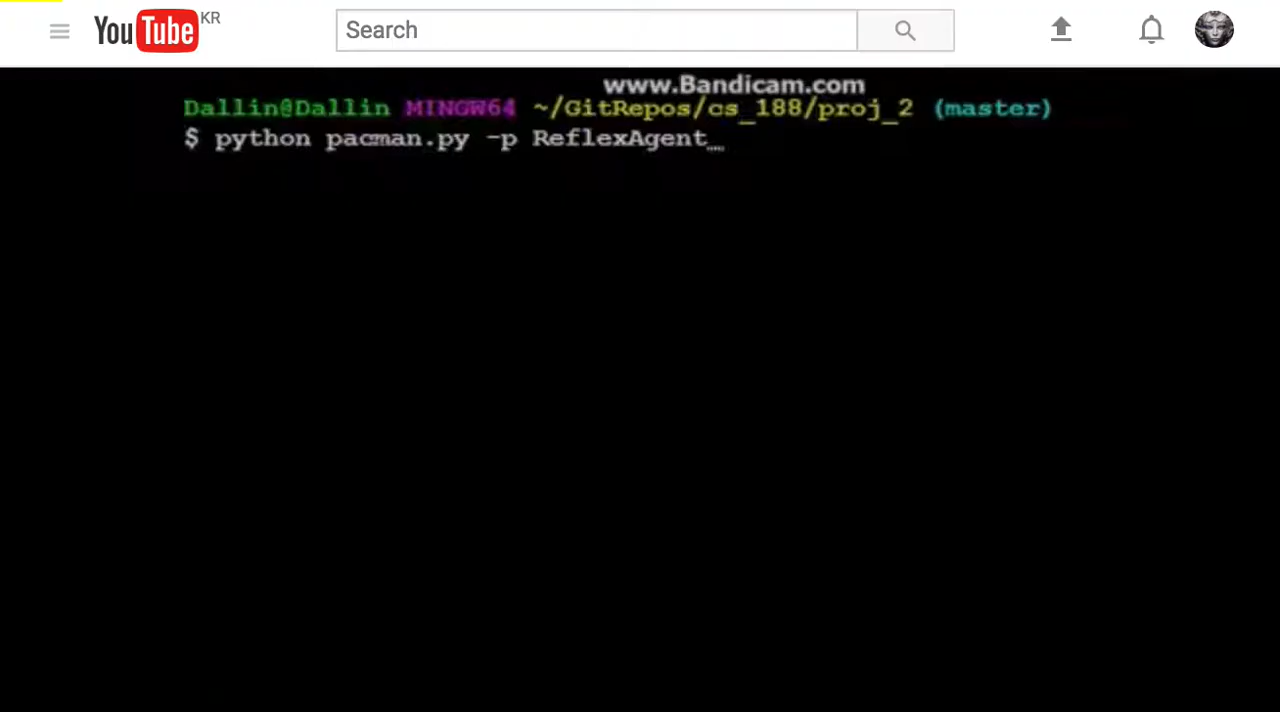 YouTube KR
Search
www.Bandicam.com
Dallin@Dallin MINGW64 ~/GitRepos/cs_188/proj_2 (master)
$ python pacman.py -p ReflexAgent